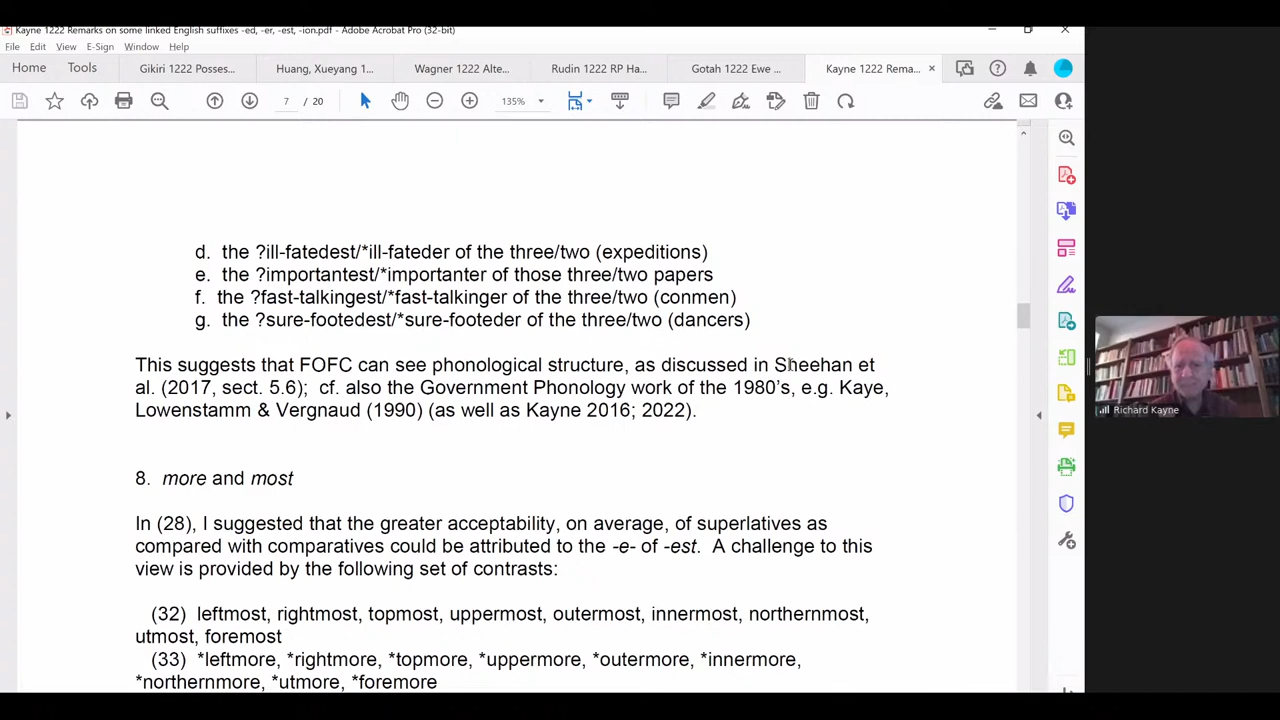 Kayne 1222 Remarks on some linked English suffixes -ed, -er, -est, -ion.pdf - Adobe Acrobat Pro (32-bit)
File Edit View E-Sign Window Help
Home Tools Gikiri 1222 Posses... Huang, Xueyang 1... Wagner 1222 Alte... Rudin 1222 RP Ha... Gotah 1222 Ewe ... Kayne 1222 Rema... ×
7 / 20 135%
d. the ?ill-fatedest/*ill-fateder of the three/two (expeditions)
e. the ?importantest/*importanter of those three/two papers
f. the ?fast-talkingest/*fast-talkinger of the three/two (conmen)
g. the ?sure-footedest/*sure-footeder of the three/two (dancers)
This suggests that FOFC can see phonological structure, as discussed in Sheehan et
al. (2017, sect. 5.6); cf. also the Government Phonology work of the 1980’s, e.g. Kaye,
Lowenstamm & Vergnaud (1990) (as well as Kayne 2016; 2022).
8. more and most
In (28), I suggested that the greater acceptability, on average, of superlatives as
compared with comparatives could be attributed to the -e- of -est. A challenge to this
view is provided by the following set of contrasts:
(32) leftmost, rightmost, topmost, uppermost, outermost, innermost, northernmost,
utmost, foremost
(33) *leftmore, *rightmore, *topmore, *uppermore, *outermore, *innermore,
*northernmore, *utmore, *foremore
Richard Kayne